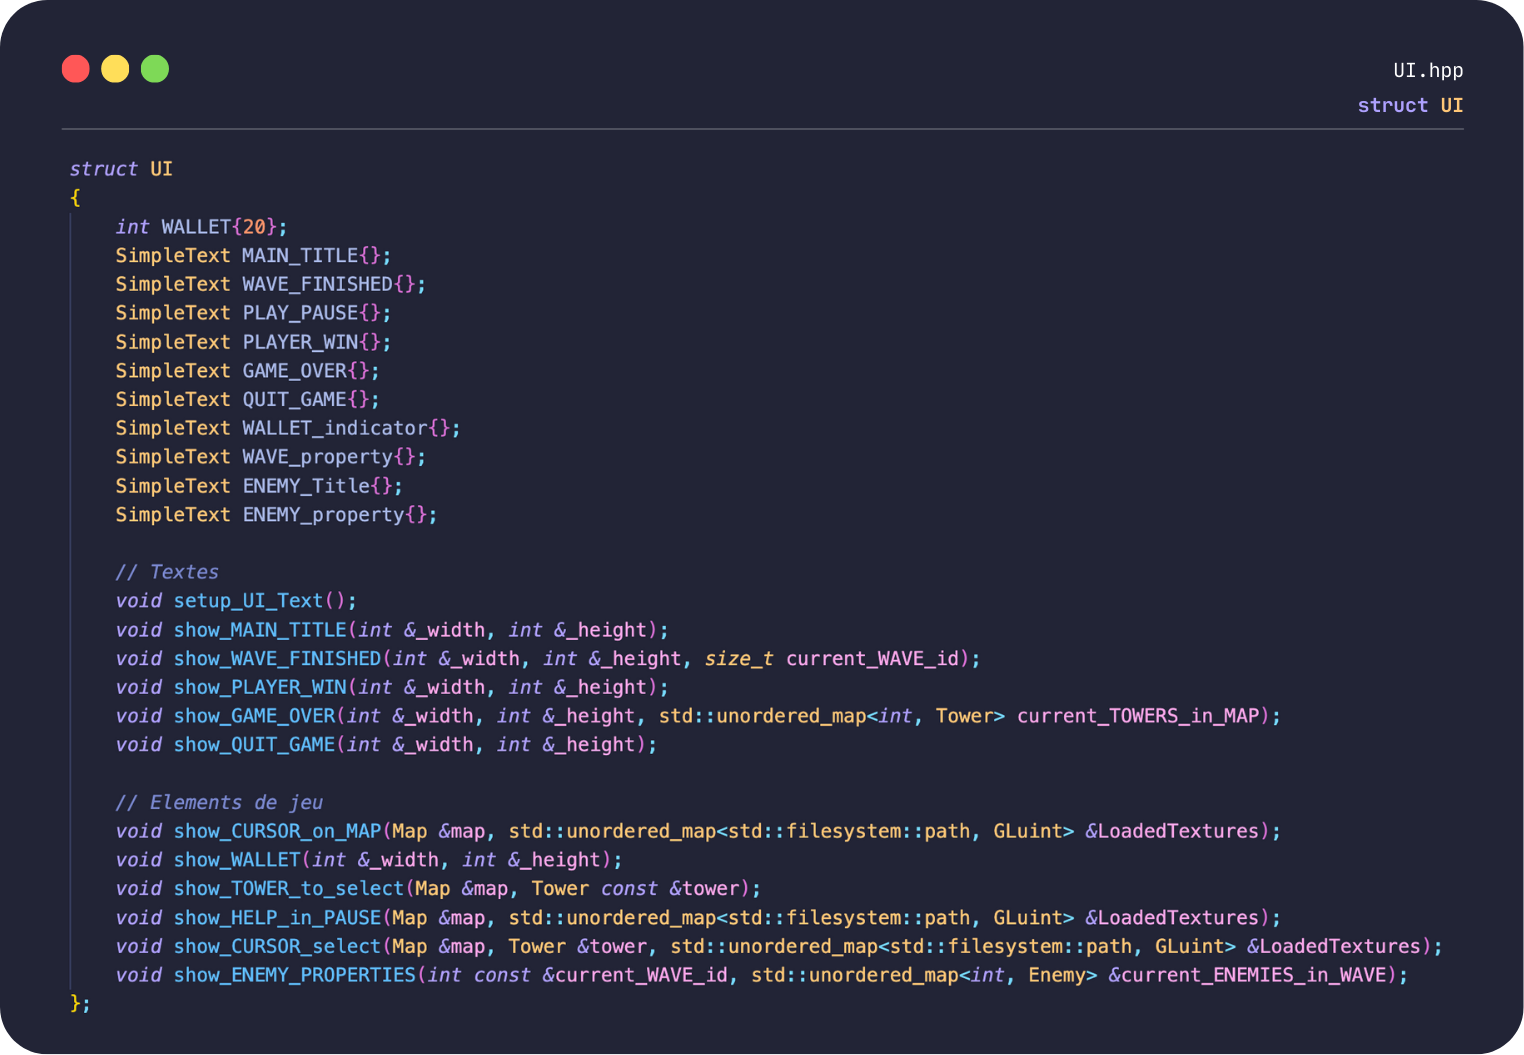 UI.hpp
struct UI
struct UI
{
    int WALLET{20};
    SimpleText MAIN_TITLE{};
    SimpleText WAVE_FINISHED{};
    SimpleText PLAY_PAUSE{};
    SimpleText PLAYER_WIN{};
    SimpleText GAME_OVER{};
    SimpleText QUIT_GAME{};
    SimpleText WALLET_indicator{};
    SimpleText WAVE_property{};
    SimpleText ENEMY_Title{};
    SimpleText ENEMY_property{};
    // Textes
    void setup_UI_Text();
    void show_MAIN_TITLE(int &_width, int &_height);
    void show_WAVE_FINISHED(int &_width, int &_height, size_t current_WAVE_id);
    void show_PLAYER_WIN(int &_width, int &_height);
    void show_GAME_OVER(int &_width, int &_height, std::unordered_map<int, Tower> current_TOWERS_in_MAP);
    void show_QUIT_GAME(int &_width, int &_height);
    // Elements de jeu
    void show_CURSOR_on_MAP(Map &map, std::unordered_map<std::filesystem::path, GLuint> &LoadedTextures);
    void show_WALLET(int &_width, int &_height);
    void show_TOWER_to_select(Map &map, Tower const &tower);
    void show_HELP_in_PAUSE(Map &map, std::unordered_map<std::filesystem::path, GLuint> &LoadedTextures);
    void show_CURSOR_select(Map &map, Tower &tower, std::unordered_map<std::filesystem::path, GLuint> &LoadedTextures);
    void show_ENEMY_PROPERTIES(int const &current_WAVE_id, std::unordered_map<int, Enemy> &current_ENEMIES_in_WAVE);
};